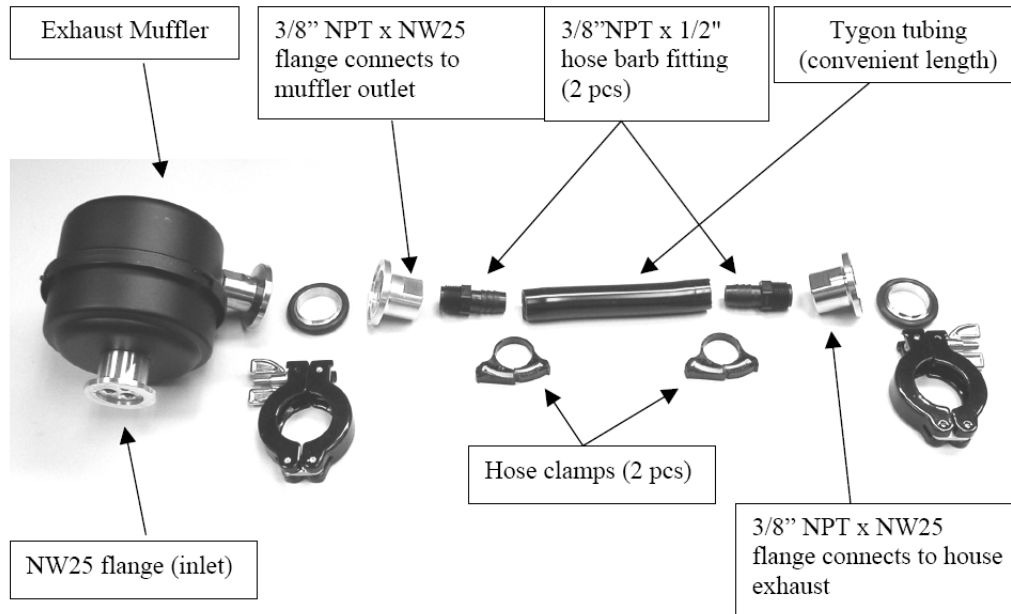 Exhaust Muffler
3/8” NPT x NW25
flange connects to
muffler outlet
3/8”NPT x 1/2"
hose barb fitting
(2 pcs)
Tygon tubing
(convenient length)
Hose clamps (2 pcs)
NW25 flange (inlet)
3/8” NPT x NW25
flange connects to house
exhaust